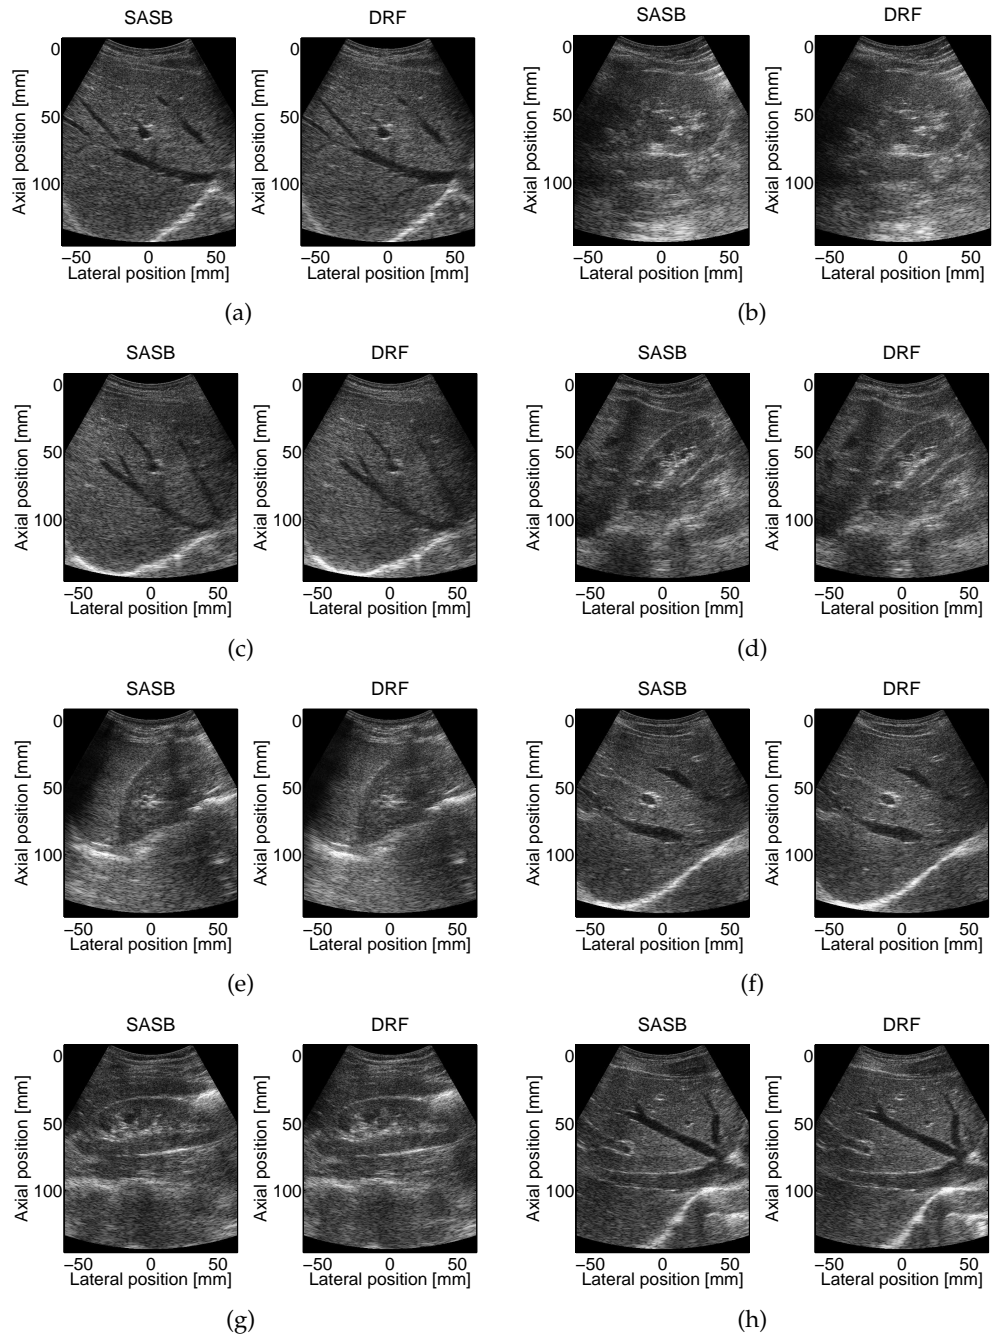 SASB DRF SASB DRF
Axial position [mm] 0 50 100 Axial position [mm] 0 50 100 Axial position [mm] 0 50 100 Axial position [mm] 0 50 100
−50 0 50 −50 0 50 −50 0 50 −50 0 50
Lateral position [mm] Lateral position [mm] Lateral position [mm] Lateral position [mm]
(a) (b)
SASB DRF SASB DRF
Axial position [mm] 0 50 100 Axial position [mm] 0 50 100 Axial position [mm] 0 50 100 Axial position [mm] 0 50 100
−50 0 50 −50 0 50 −50 0 50 −50 0 50
Lateral position [mm] Lateral position [mm] Lateral position [mm] Lateral position [mm]
(c) (d)
SASB DRF SASB DRF
Axial position [mm] 0 50 100 Axial position [mm] 0 50 100 Axial position [mm] 0 50 100 Axial position [mm] 0 50 100
−50 0 50 −50 0 50 −50 0 50 −50 0 50
Lateral position [mm] Lateral position [mm] Lateral position [mm] Lateral position [mm]
(e) (f)
SASB DRF SASB DRF
Axial position [mm] 0 50 100 Axial position [mm] 0 50 100 Axial position [mm] 0 50 100 Axial position [mm] 0 50 100
−50 0 50 −50 0 50 −50 0 50 −50 0 50
Lateral position [mm] Lateral position [mm] Lateral position [mm] Lateral position [mm]
(g) (h)